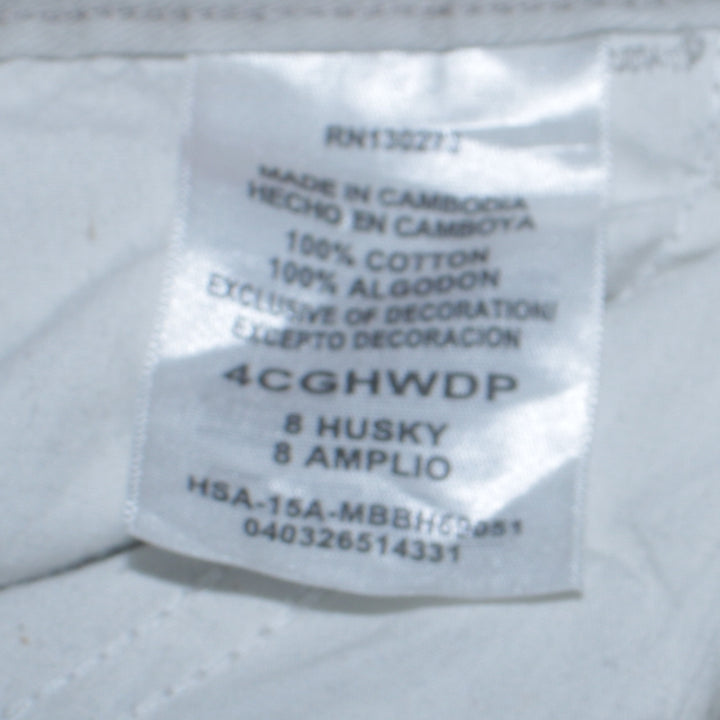 MADE IN CAMBODIA
HECHO EN CAMBOYA
100% COTTON
100% ALGODON
EXCLUSIVE OF DECORATION/
EXCEPTO DECORACION
4CGHWDP
8 HUSKY
8 AMPLIO
040326514331